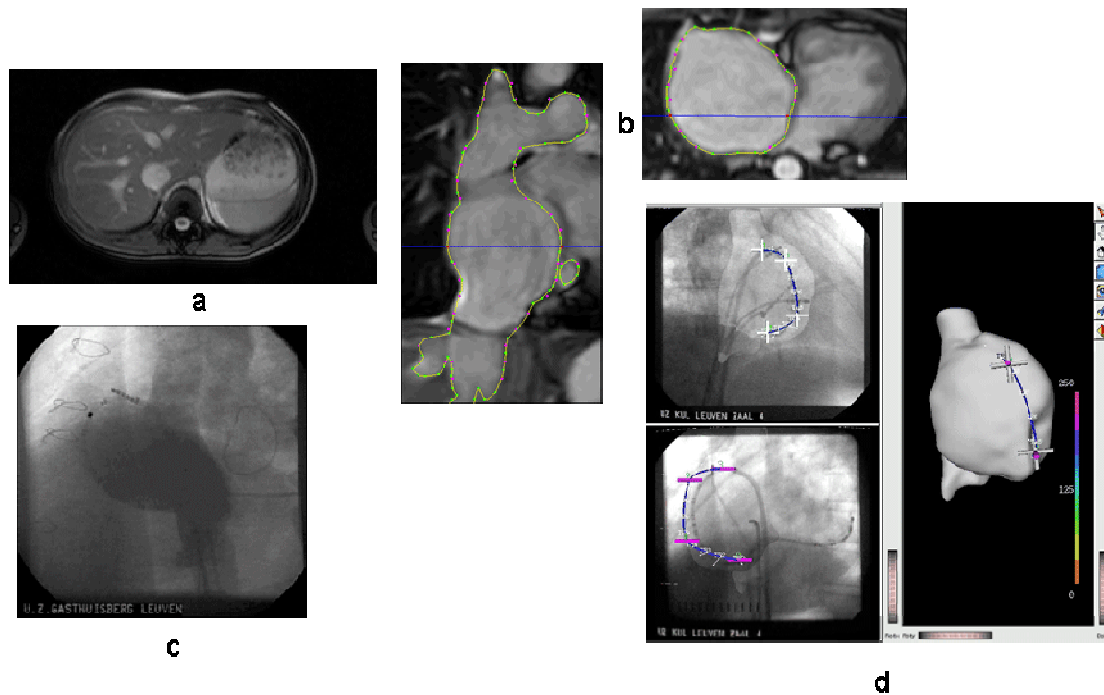 a
b
U.Z.GASTHUISBERG LEUVEN
c
UZ KUL LEUVEN ZAAL 4
UZ KUL LEUVEN ZAAL 4
250
125
0
d